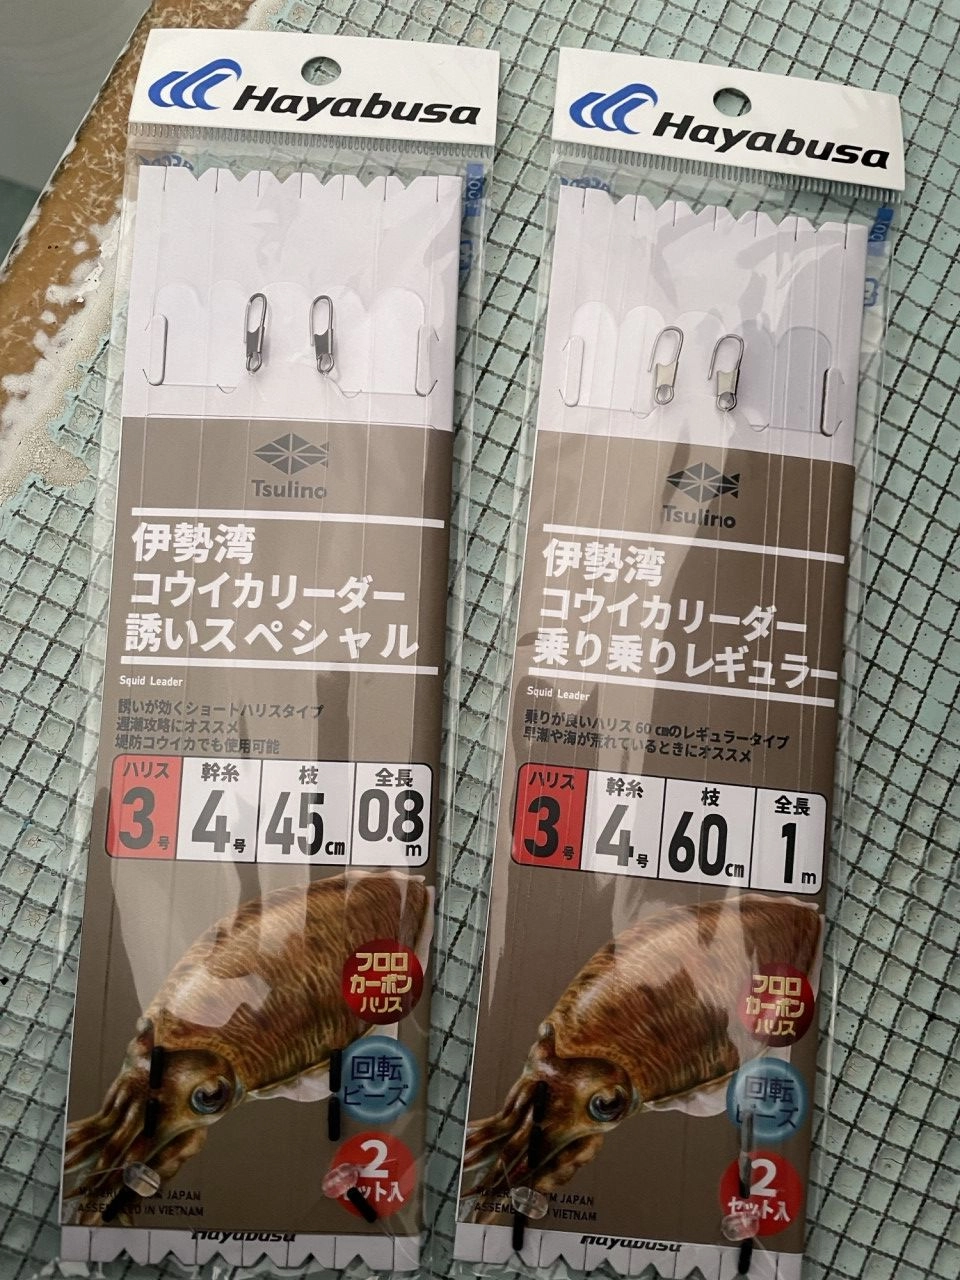 Hayabusa
Tsulino
伊勢湾
コウイカリーダー
誘いスペシャル
Squid Leader
誘いが効くショートハリスタイプ
遅潮攻略にオススメ
堤防コウイカでも使用可能
ハリス 幹糸 枝 全長
3号 4号 45cm 0.8m
フロロ
カーボン
ハリス
回転
ビーズ
2
セット入
JAPAN
IN VIETNAM
Hayabusa
Hayabusa
Tsulino
伊勢湾
コウイカリーダー
乗り乗りレギュラー
Squid Leader
乗りが良いハリス60cmのレギュラータイプ
早潮や海が荒れているときにオススメ
ハリス 幹糸 枝 全長
3号 4号 60cm 1m
フロロ
カーボン
ハリス
回転
ビーズ
2
セット入
JAPAN
IN VIETNAM
Hayabusa